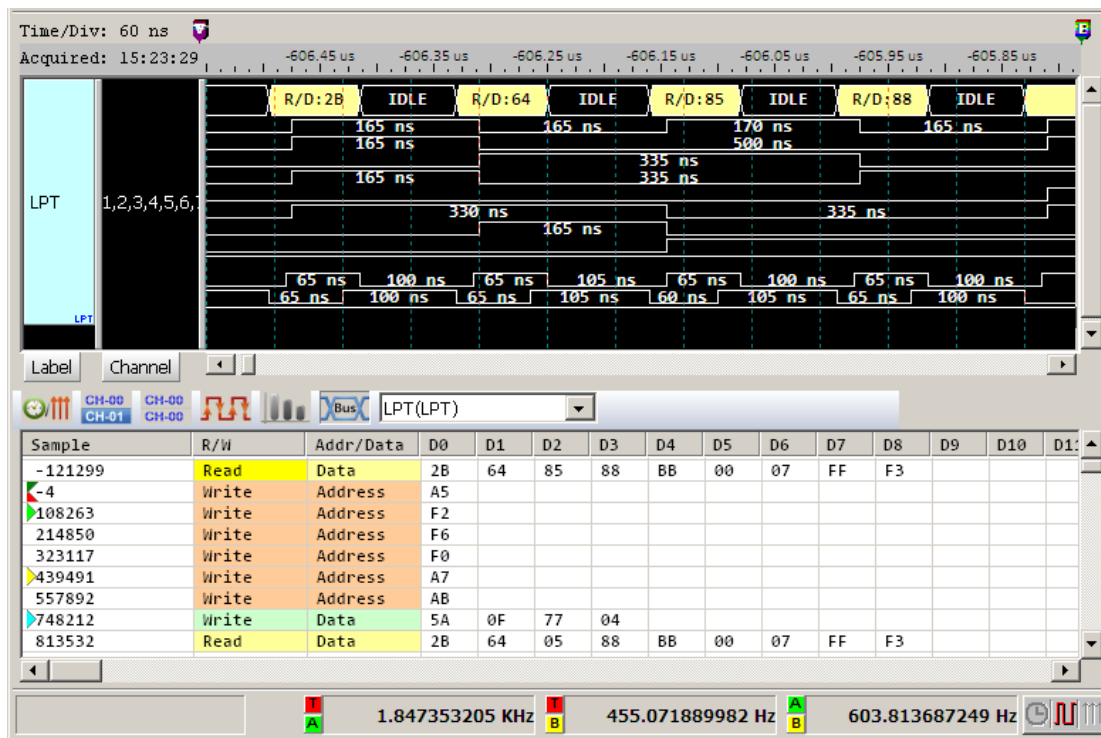 Time/Div: 60 ns
Acquired: 15:23:29 -606.45 us -606.35 us -606.25 us -606.15 us -606.05 us -605.95 us -605.85 us
R/D:2B IDLE R/D:64 IDLE R/D:85 IDLE R/D:88 IDLE
165 ns 165 ns 170 ns 165 ns
165 ns 500 ns
335 ns
165 ns 335 ns
LPT 1,2,3,4,5,6,
330 ns 335 ns
165 ns
65 ns 100 ns 65 ns 105 ns 65 ns 100 ns 65 ns 100 ns
65 ns 100 ns 65 ns 105 ns 60 ns 105 ns 65 ns 100 ns
LPT
Label Channel
CH-00 CH-01 CH-00 CH-00 Bus LPT(LPT)
Sample R/W Addr/Data D0 D1 D2 D3 D4 D5 D6 D7 D8 D9 D10
-121299 Read Data 2B 64 85 88 BB 00 07 FF F3
-4 Write Address A5
108263 Write Address F2
214850 Write Address F6
323117 Write Address F0
439491 Write Address A7
557892 Write Address AB
748212 Write Data 5A 0F 77 04
813532 Read Data 2B 64 05 88 BB 00 07 FF F3
T A 1.847353205 KHz T B 455.071889982 Hz A B 603.813687249 Hz